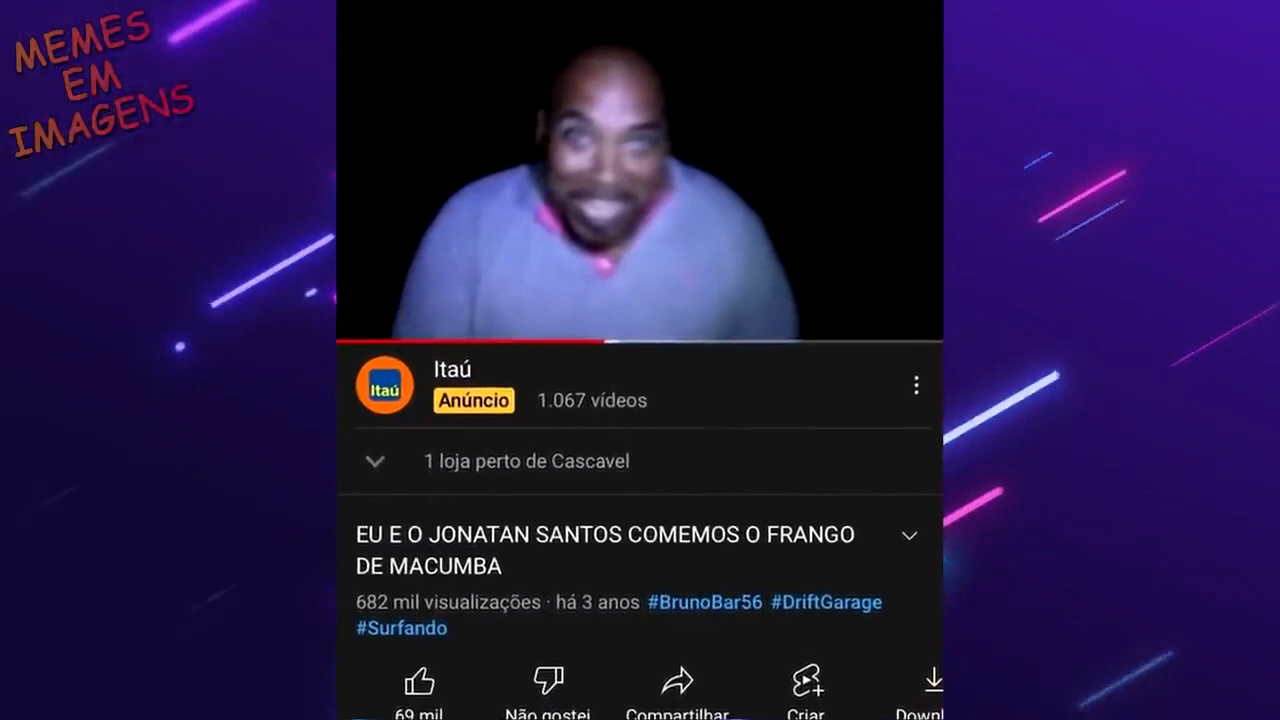 MEMES
EM
IMAGENS
Itaú
Itaú
Anúncio 1.067 vídeos
1 loja perto de Cascavel
EU E O JONATAN SANTOS COMEMOS O FRANGO
DE MACUMBA
682 mil visualizações · há 3 anos #BrunoBar56 #DriftGarage
#Surfando
69 mil Não gostei Compartilhar Criar Downl